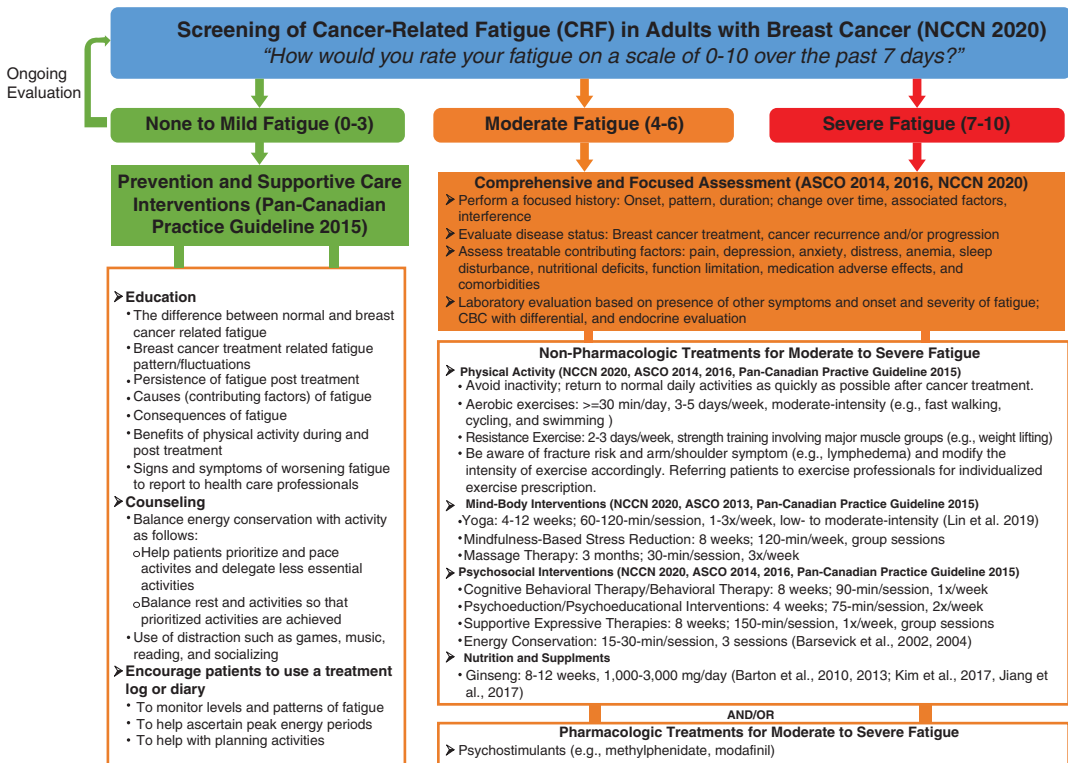 Screening of Cancer-Related Fatigue (CRF) in Adults with Breast Cancer (NCCN 2020)
“How would you rate your fatigue on a scale of 0-10 over the past 7 days?”
Ongoing
Evaluation
None to Mild Fatigue (0-3)
Moderate Fatigue (4-6)
Severe Fatigue (7-10)
Prevention and Supportive Care
Interventions (Pan-Canadian
Practice Guideline 2015)
➢Education
• The difference between normal and breast
cancer related fatigue
• Breast cancer treatment related fatigue
pattern/fluctuations
• Persistence of fatigue post treatment
• Causes (contributing factors) of fatigue
• Consequences of fatigue
• Benefits of physical activity during and
post treatment
• Signs and symptoms of worsening fatigue
to report to health care professionals
➢Counseling
• Balance energy conservation with activity
as follows:
oHelp patients prioritize and pace
activites and delegate less essential
activities
oBalance rest and activities so that
prioritized activities are achieved
• Use of distraction such as games, music,
reading, and socializing
➢Encourage patients to use a treatment
log or diary
• To monitor levels and patterns of fatigue
• To help ascertain peak energy periods
• To help with planning activities
Comprehensive and Focused Assessment (ASCO 2014, 2016, NCCN 2020)
➢ Perform a focused history: Onset, pattern, duration; change over time, associated factors,
interference
➢ Evaluate disease status: Breast cancer treatment, cancer recurrence and/or progression
➢ Assess treatable contributing factors: pain, depression, anxiety, distress, anemia, sleep
disturbance, nutritional deficits, function limitation, medication adverse effects, and
comorbidities
➢ Laboratory evaluation based on presence of other symptoms and onset and severity of fatigue;
CBC with differential, and endocrine evaluation
Non-Pharmacologic Treatments for Moderate to Severe Fatigue
➢ Physical Activity (NCCN 2020, ASCO 2014, 2016, Pan-Canadian Practive Guideline 2015)
• Avoid inactivity; return to normal daily activities as quickly as possible after cancer treatment.
• Aerobic exercises: >=30 min/day, 3-5 days/week, moderate-intensity (e.g., fast walking,
cycling, and swimming )
• Resistance Exercise: 2-3 days/week, strength training involving major muscle groups (e.g., weight lifting)
• Be aware of fracture risk and arm/shoulder symptom (e.g., lymphedema) and modify the
intensity of exercise accordingly. Referring patients to exercise professionals for individualized
exercise prescription.
➢ Mind-Body Interventions (NCCN 2020, ASCO 2013, Pan-Canadian Practice Guideline 2015)
•Yoga: 4-12 weeks; 60-120-min/session, 1-3x/week, low- to moderate-intensity (Lin et al. 2019)
• Mindfulness-Based Stress Reduction: 8 weeks; 120-min/week, group sessions
• Massage Therapy: 3 months; 30-min/session, 3x/week
➢ Psychosocial Interventions (NCCN 2020, ASCO 2014, 2016, Pan-Canadian Practice Guideline 2015)
• Cognitive Behavioral Therapy/Behavioral Therapy: 8 weeks; 90-min/session, 1x/week
• Psychoeduction/Psychoeducational Interventions: 4 weeks; 75-min/session, 2x/week
• Supportive Expressive Therapies: 8 weeks; 150-min/session, 1x/week, group sessions
• Energy Conservation: 15-30-min/session, 3 sessions (Barsevick et al., 2002, 2004)
➢ Nutrition and Supplments
• Ginseng: 8-12 weeks, 1,000-3,000 mg/day (Barton et al., 2010, 2013; Kim et al., 2017, Jiang et
al., 2017)
AND/OR
Pharmacologic Treatments for Moderate to Severe Fatigue
➢ Psychostimulants (e.g., methylphenidate, modafinil)